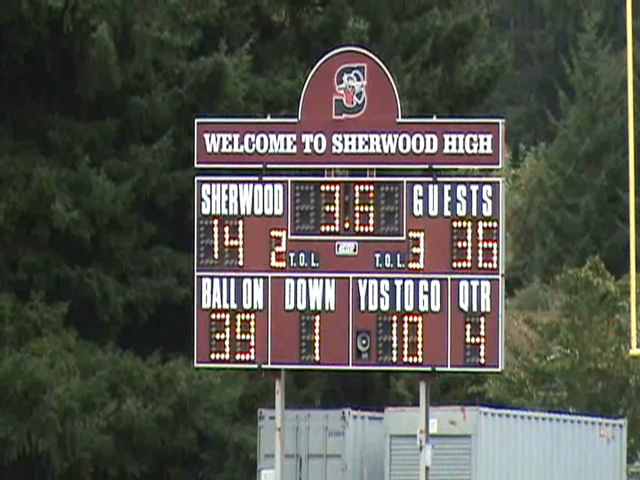 S
WELCOME TO SHERWOOD HIGH
SHERWOOD 3.6 GUESTS
14 2 T.O.L. T.O.L. 3 36
BALL ON DOWN YDS TO GO QTR
39 1 10 4